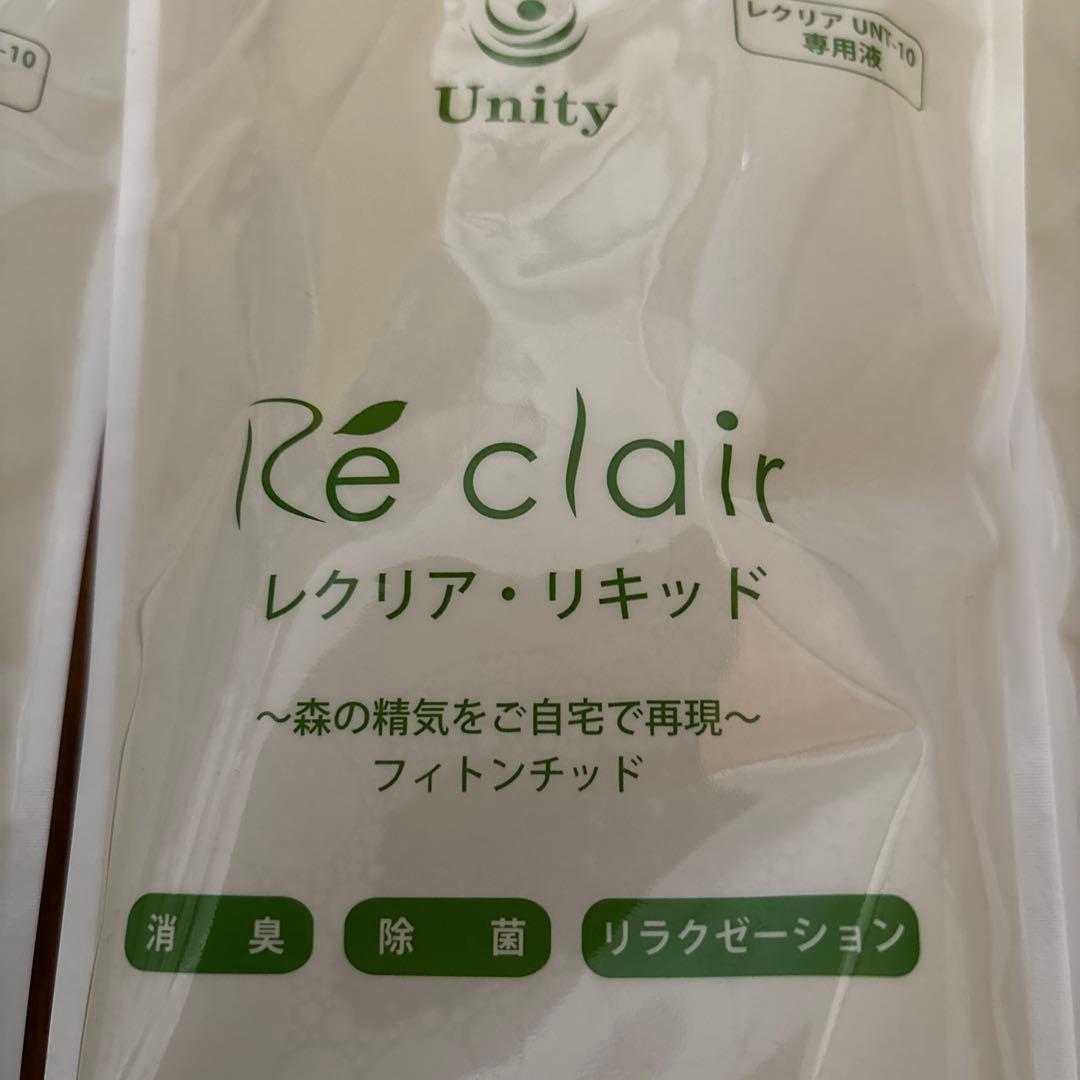 -10
Unity
レクリア UNT-10
専用液
Ré clair
レクリア・リキッド
～森の精気をご自宅で再現～
フィトンチッド
消臭
除菌
リラクゼーション